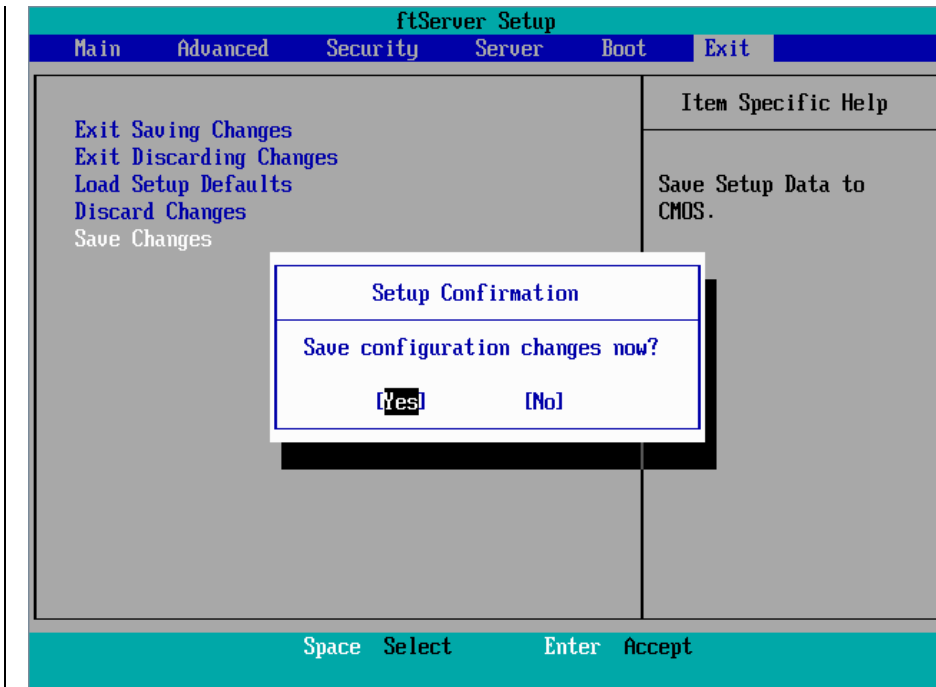 ftServer Setup
Main Advanced Security Server Boot Exit
Item Specific Help
Exit Saving Changes
Exit Discarding Changes
Load Setup Defaults
Discard Changes
Save Changes
Save Setup Data to
CMOS.
Setup Confirmation
Save configuration changes now?
[Yes] [No]
Space Select Enter Accept